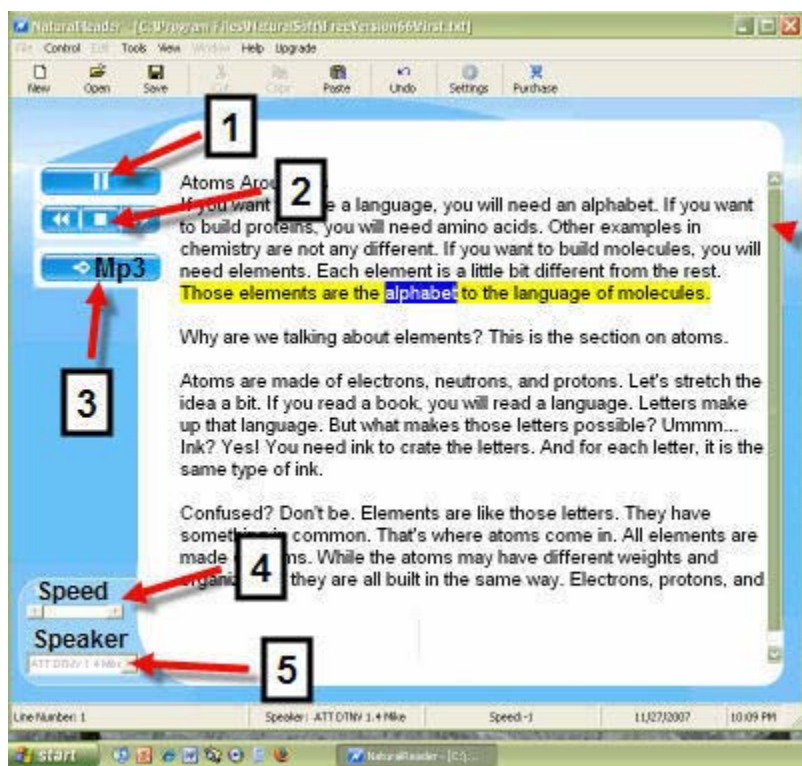 NaturalReader - [C:\Program Files\NaturalSoft\FreeVersion66\First.txt]
File Control Edit Tools View Window Help Upgrade
New Open Save Cut Copy Paste Undo Settings Purchase
1
2
Mp3
3
Atoms
If you want a language, you will need an alphabet. If you want
to build proteins, you will need amino acids. Other examples in
chemistry are not any different. If you want to build molecules, you will
need elements. Each element is a little bit different from the rest.
Those elements are the alphabet to the language of molecules.
Why are we talking about elements? This is the section on atoms.
Atoms are made of electrons, neutrons, and protons. Let's stretch the
idea a bit. If you read a book, you will read a language. Letters make
up that language. But what makes those letters possible? Ummm...
Ink? Yes! You need ink to crate the letters. And for each letter, it is the
same type of ink.
Confused? Don't be. Elements are like those letters. They have
in common. That's where atoms come in. All elements are
made While the atoms may have different weights and
they are all built in the same way. Electrons, protons, and
4
Speed
Speaker
ATT DTNV 1.4 Mike
5
Line Number: 1 Speaker: ATT DTNV 1.4 Mike Speed:-1 11/27/2007 10:09 PM
start NaturalReader - [C:\...